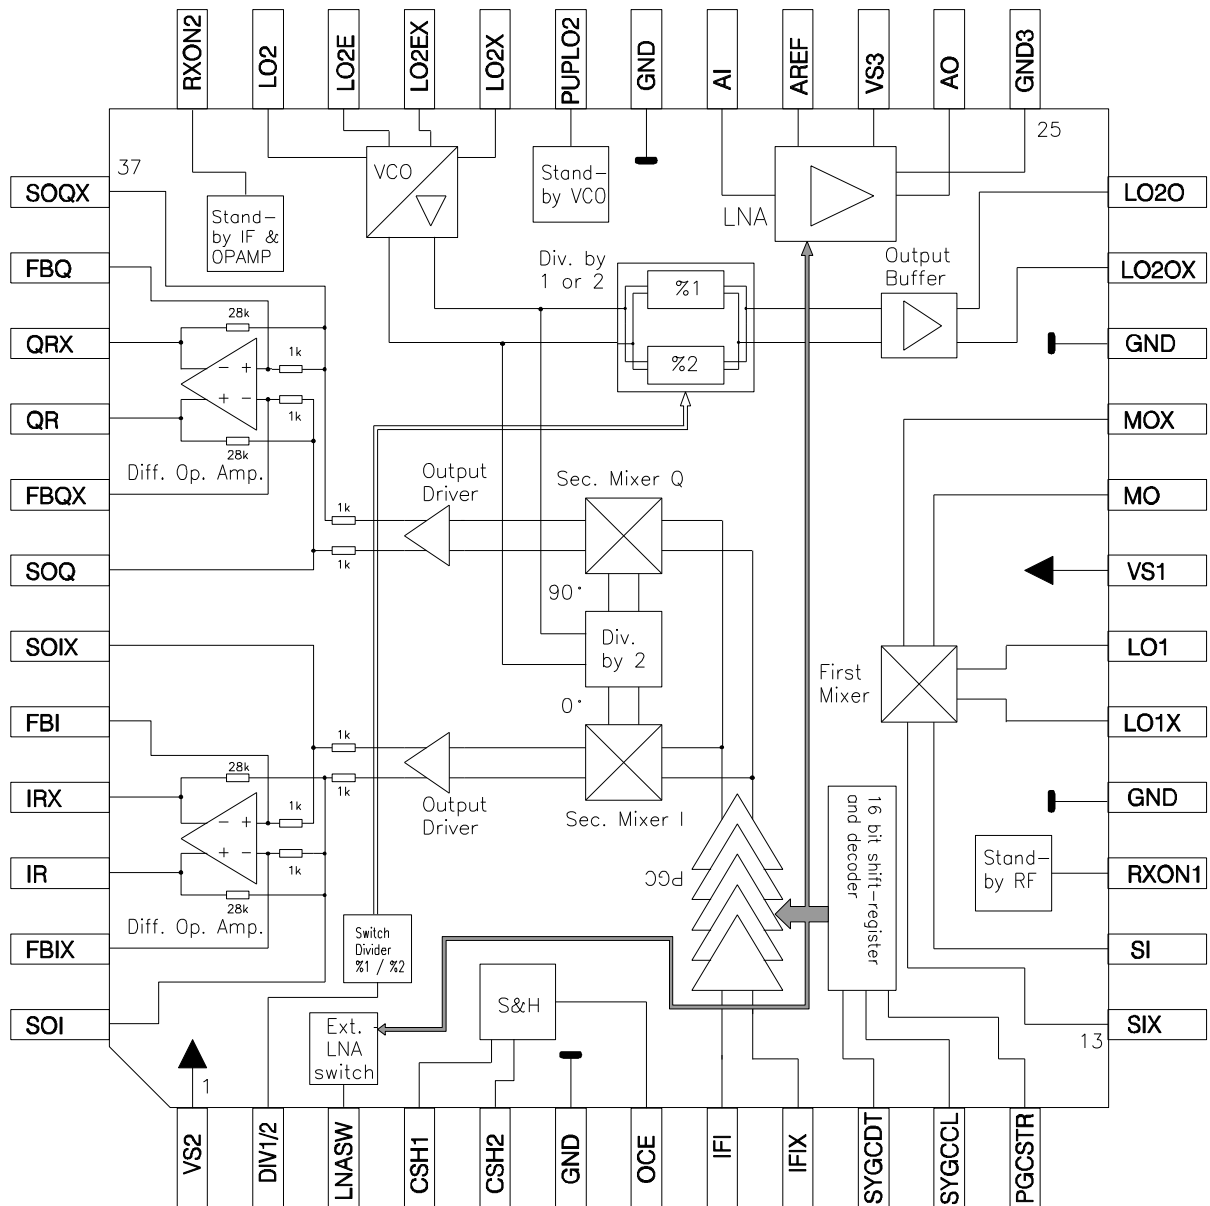 RXON2
LO2
LO2E
LO2EX
LO2X
PUPLO2
GND
AI
AREF
VS3
AO
GND3
37
25
SOQX
FBQ
QRX
QR
FBQX
SOQ
SOIX
FBI
IRX
IR
FBIX
SOI
Stand-
by IF &
OPAMP
VCO
Stand-
by VCO
LNA
Div. by
1 or 2
%1
%2
Output
Buffer
LO2O
LO2OX
GND
MOX
MO
VS1
LO1
LO1X
GND
RXON1
SI
SIX
28k
1k
- +
+ -
1k
28k
Diff. Op. Amp.
1k
1k
Output
Driver
Sec. Mixer Q
90°
Div.
by 2
0°
Sec. Mixer I
First
Mixer
1k
1k
Output
Driver
28k
1k
- +
+ -
1k
28k
Diff. Op. Amp.
PGC
16 bit shift-register
and decoder
Stand-
by RF
Switch
Divider
%1 / %2
S&H
Ext.
LNA
switch
1
13
VS2
DIV1/2
LNASW
CSH1
CSH2
GND
OCE
IFI
IFIX
SYGCDT
SYGCCL
PGCSTR